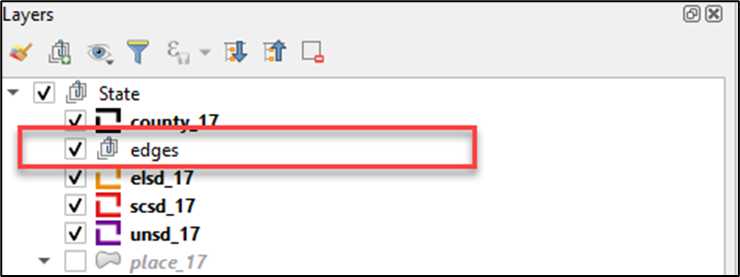 Layers
State
county_17
edges
elsd_17
scsd_17
unsd_17
place_17